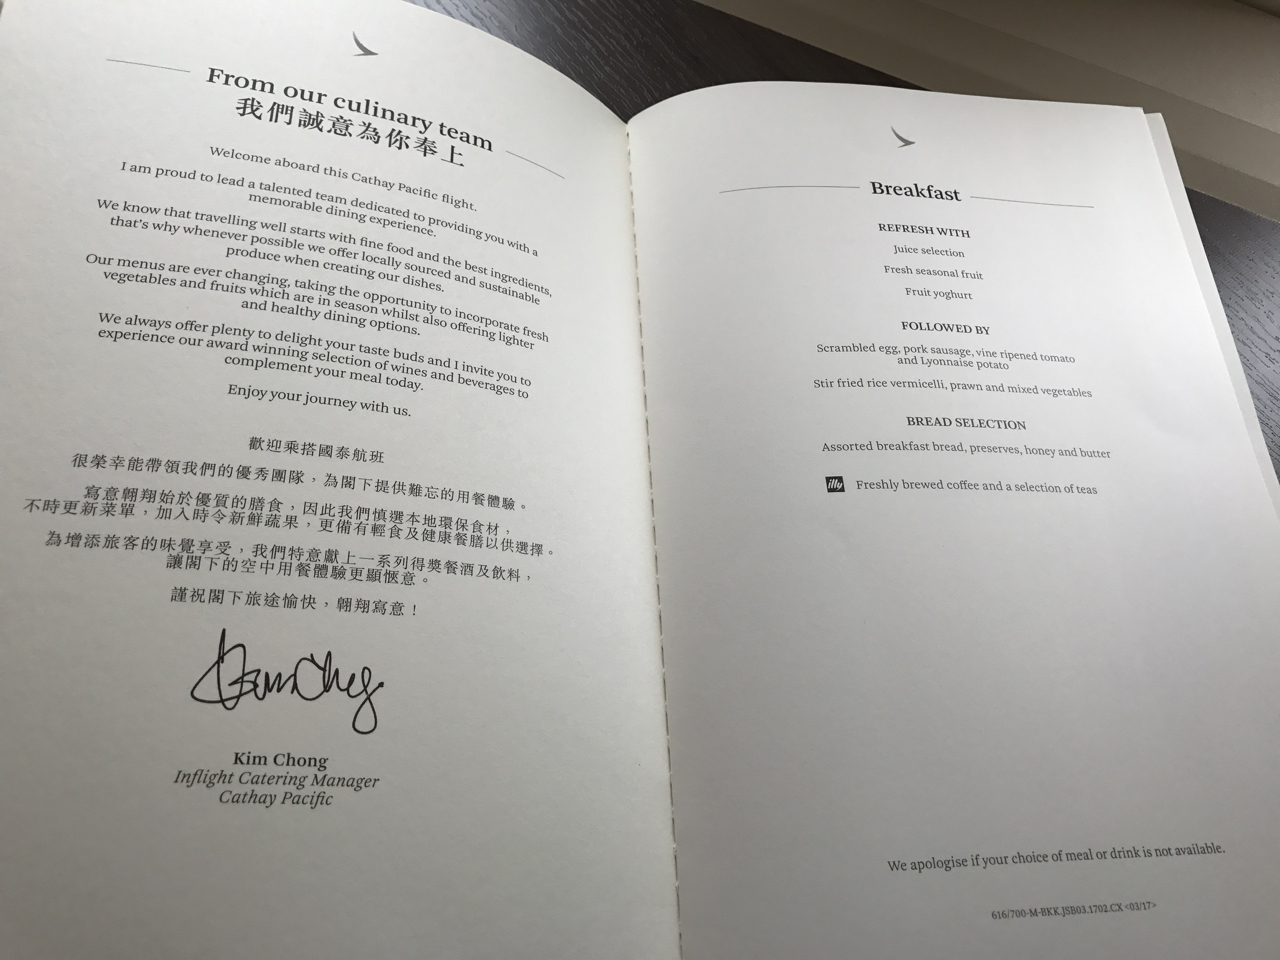 From our culinary team
我們誠意為你奉上
Welcome aboard this Cathay Pacific flight.
I am proud to lead a talented team dedicated to providing you with a
memorable dining experience.
We know that travelling well starts with fine food and the best ingredients,
that's why whenever possible we offer locally sourced and sustainable
produce when creating our dishes.
Our menus are ever changing, taking the opportunity to incorporate fresh
vegetables and fruits which are in season whilst also offering lighter
and healthy dining options.
We always offer plenty to delight your taste buds and I invite you to
experience our award winning selection of wines and beverages to
complement your meal today.
Enjoy your journey with us.
歡迎乘搭國泰航班
很榮幸能帶領我們的優秀團隊，為閣下提供難忘的用餐體驗。
寫意翱翔始於優質的膳食，因此我們慎選本地環保食材，
不時更新菜單，加入時令新鮮蔬果，更備有輕食及健康餐膳以供選擇。
為增添旅客的味覺享受，我們特意獻上一系列得獎餐酒及飲料，
讓閣下的空中用餐體驗更顯愜意。
謹祝閣下旅途愉快，翱翔寫意！
Kim Chong
Kim Chong
Inflight Catering Manager
Cathay Pacific
Breakfast
REFRESH WITH
Juice selection
Fresh seasonal fruit
Fruit yoghurt
FOLLOWED BY
Scrambled egg, pork sausage, vine ripened tomato
and Lyonnaise potato
Stir fried rice vermicelli, prawn and mixed vegetables
BREAD SELECTION
Assorted breakfast bread, preserves, honey and butter
illy Freshly brewed coffee and a selection of teas
We apologise if your choice of meal or drink is not available.
616/700-M-BKK.JSB03.1702.CX <03/17>